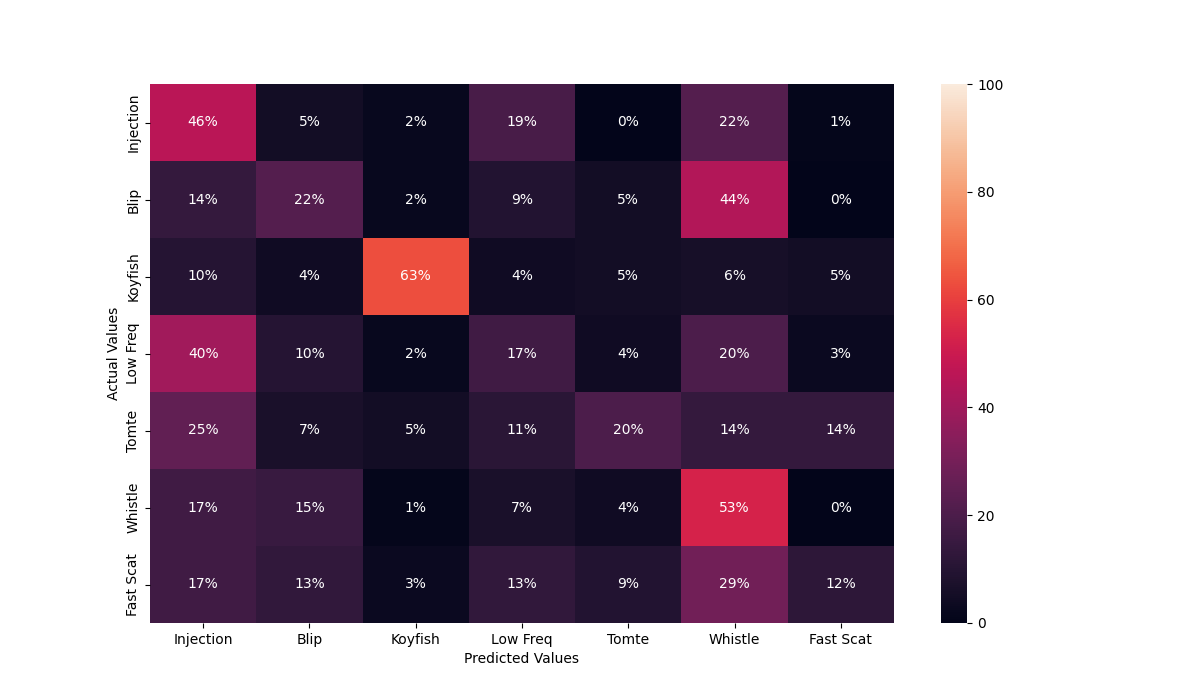 Injection 46% 5% 2% 19% 0% 22% 1%
Blip 14% 22% 2% 9% 5% 44% 0%
Koyfish 10% 4% 63% 4% 5% 6% 5%
Low Freq 40% 10% 2% 17% 4% 20% 3%
Tomte 25% 7% 5% 11% 20% 14% 14%
Whistle 17% 15% 1% 7% 4% 53% 0%
Fast Scat 17% 13% 3% 13% 9% 29% 12%
Actual Values
Injection Blip Koyfish Low Freq Tomte Whistle Fast Scat
Predicted Values
100
80
60
40
20
0